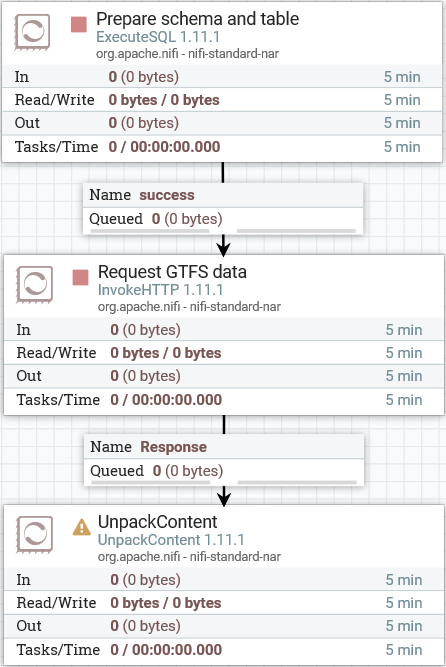 Prepare schema and table
ExecuteSQL 1.11.1
org.apache.nifi - nifi-standard-nar
In 0 (0 bytes) 5 min
Read/Write 0 bytes / 0 bytes 5 min
Out 0 (0 bytes) 5 min
Tasks/Time 0 / 00:00:00.000 5 min
Name success
Queued 0 (0 bytes)
Request GTFS data
InvokeHTTP 1.11.1
org.apache.nifi - nifi-standard-nar
In 0 (0 bytes) 5 min
Read/Write 0 bytes / 0 bytes 5 min
Out 0 (0 bytes) 5 min
Tasks/Time 0 / 00:00:00.000 5 min
Name Response
Queued 0 (0 bytes)
UnpackContent
UnpackContent 1.11.1
org.apache.nifi - nifi-standard-nar
In 0 (0 bytes) 5 min
Read/Write 0 bytes / 0 bytes 5 min
Out 0 (0 bytes) 5 min
Tasks/Time 0 / 00:00:00.000 5 min